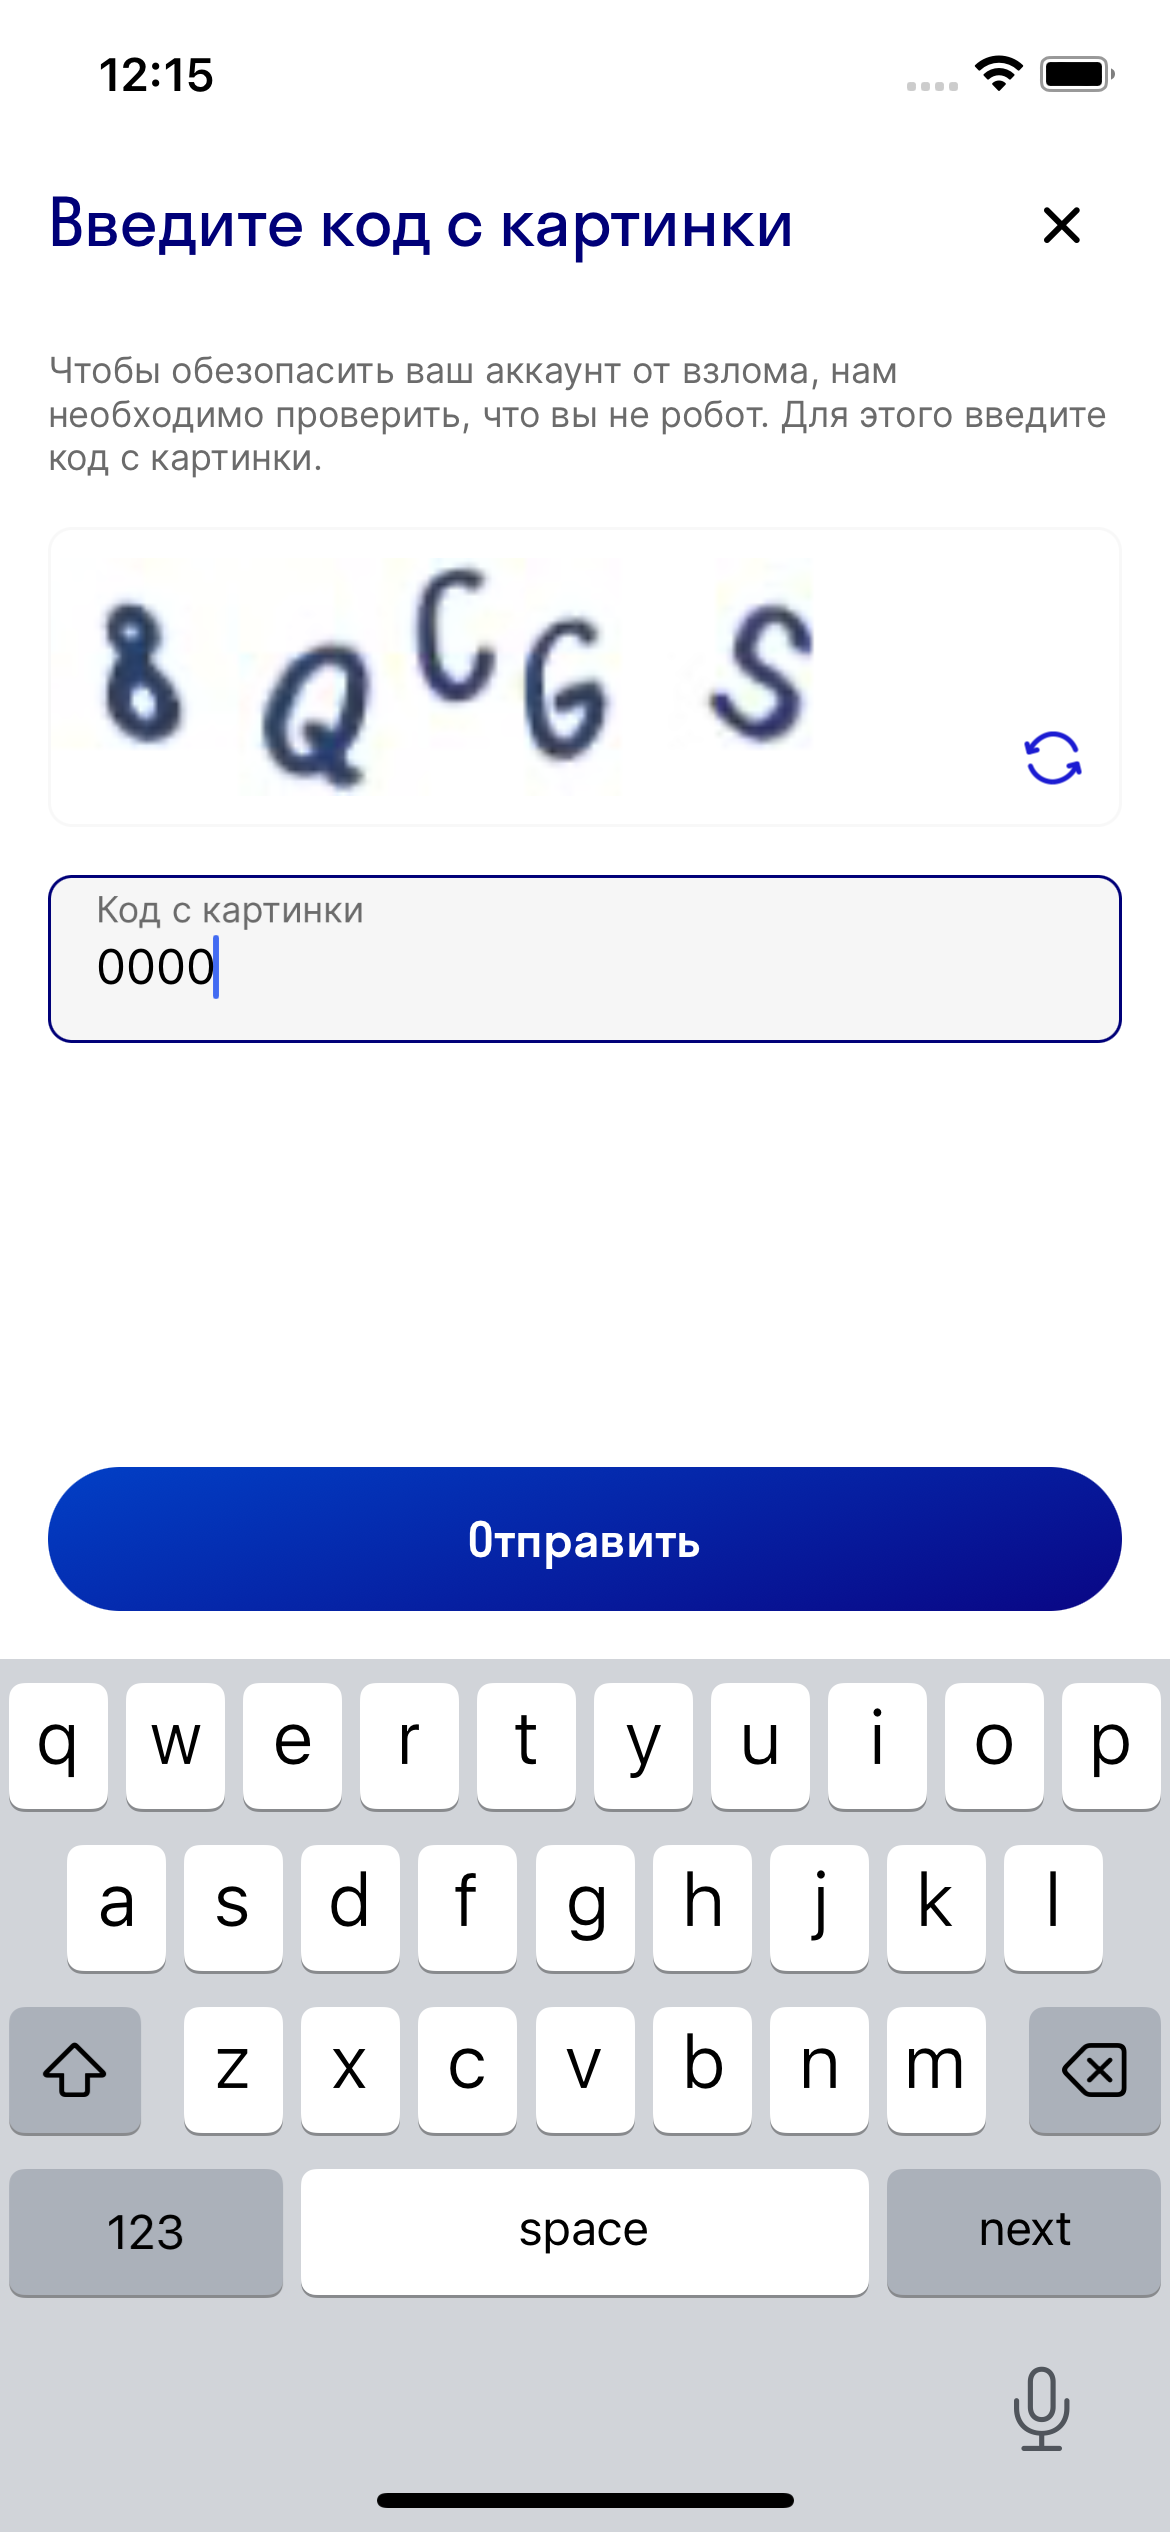 12:15
Введите код с картинки
Чтобы обезопасить ваш аккаунт от взлома, нам
необходимо проверить, что вы не робот. Для этого введите
код с картинки.
8 Q C G S
Код с картинки
0000
Отправить
q w e r t y u i o p
a s d f g h j k l
z x c v b n m
123 space next